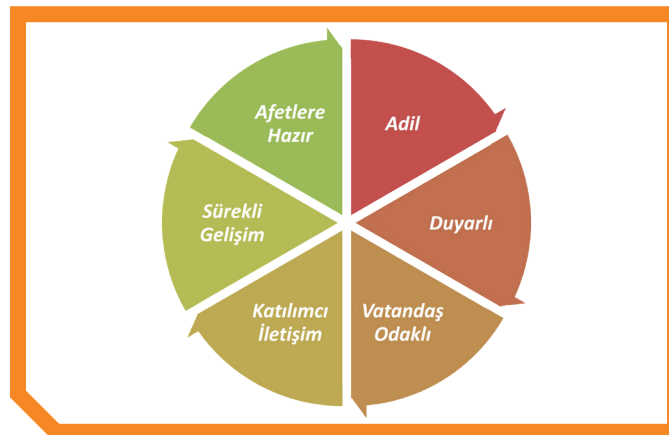 Afetlere
Hazır
Adil
Sürekli
Gelişim
Duyarlı
Katılımcı
İletişim
Vatandaş
Odaklı